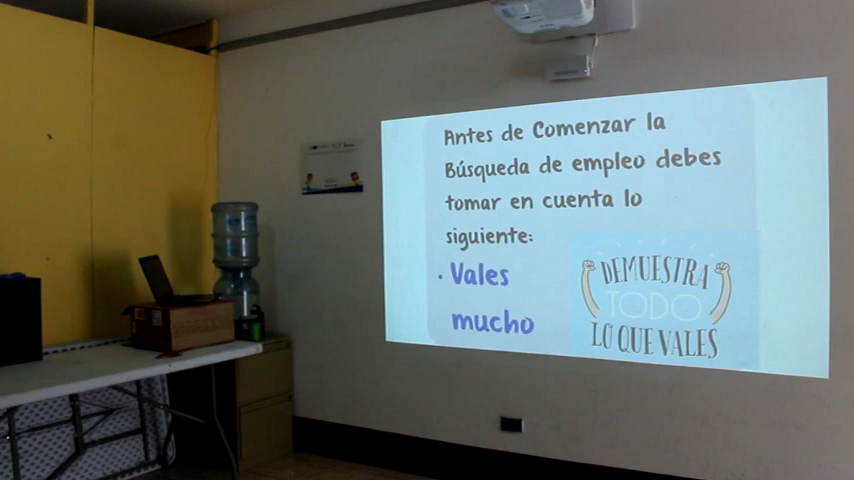 Antes de Comenzar la
Búsqueda de empleo debes
tomar en cuenta lo
siguiente:
· Vales
mucho
DEMUESTRA
TODO
LO QUE VALES